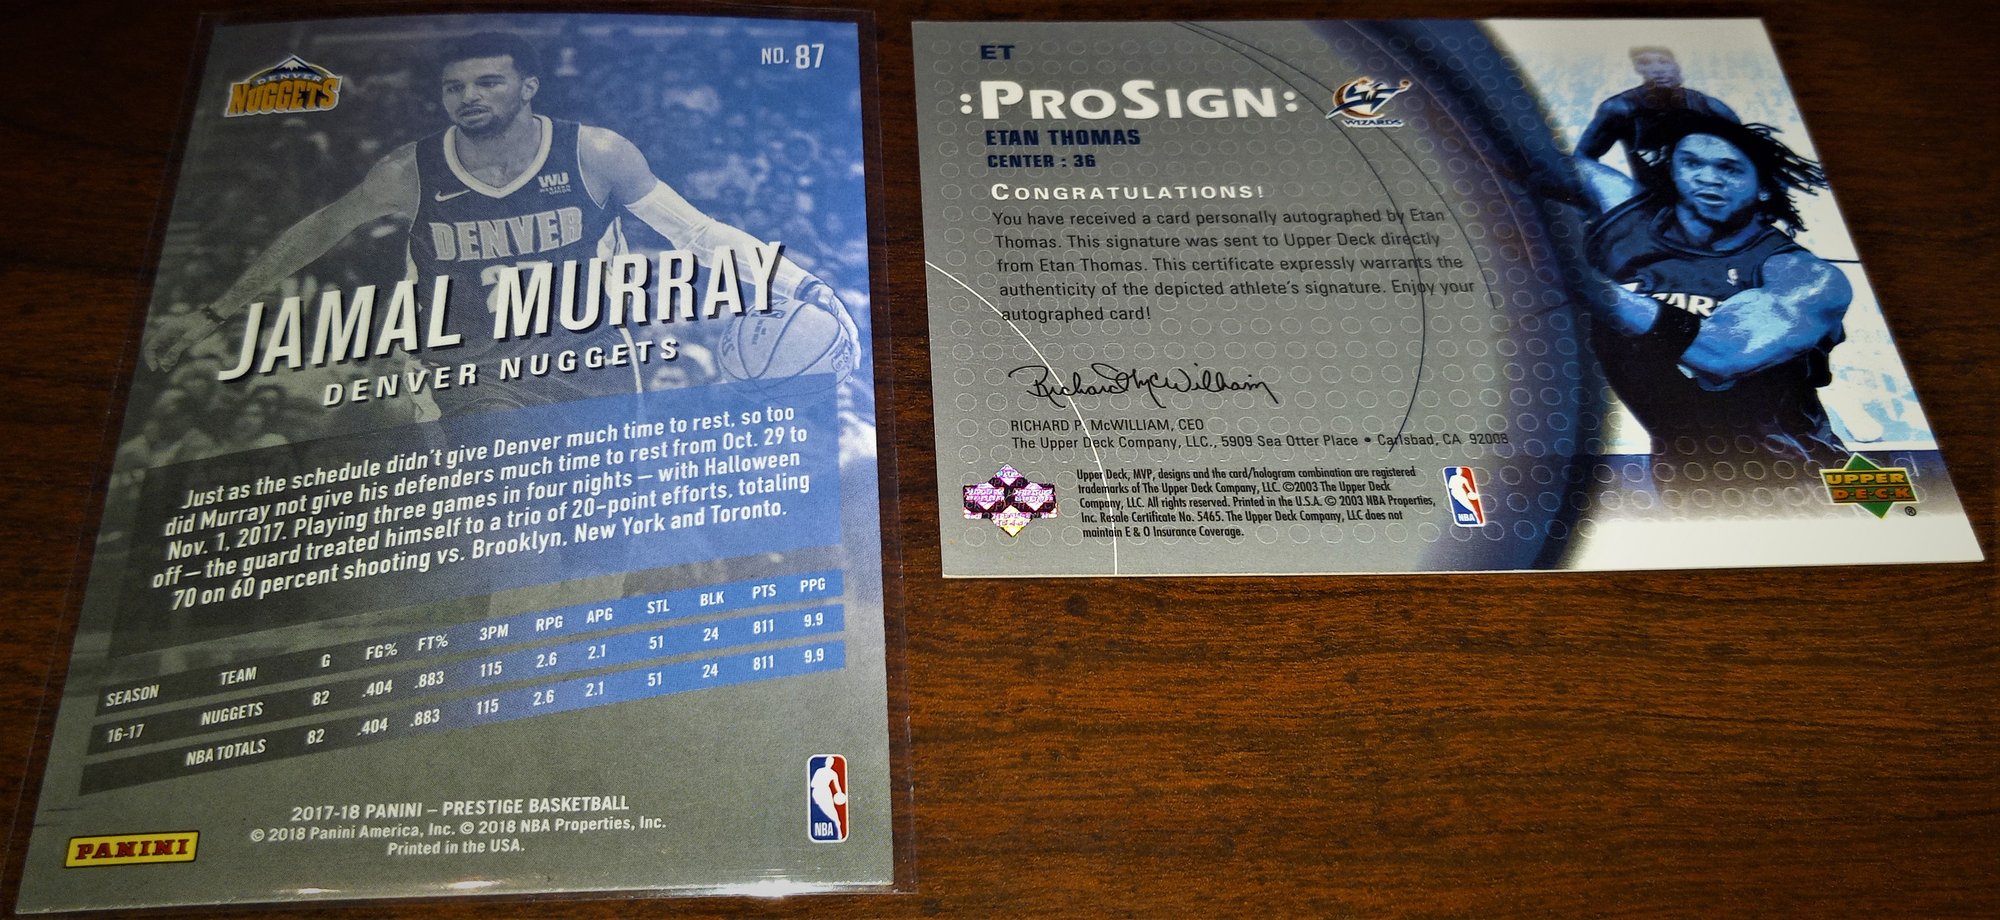 DENVER
NUGGETS
NO. 87
WU
WESTERN
UNION
DENVER
JAMAL MURRAY
DENVER NUGGETS
Just as the schedule didn't give Denver much time to rest, so too
did Murray not give his defenders much time to rest from Oct. 29 to
Nov. 1, 2017. Playing three games in four nights — with Halloween
off — the guard treated himself to a trio of 20-point efforts, totaling
70 on 60 percent shooting vs. Brooklyn, New York and Toronto.
SEASON TEAM G FG% FT% 3PM RPG APG STL BLK PTS PPG
16-17 NUGGETS 82 .404 .883 115 2.6 2.1 51 24 811 9.9
NBA TOTALS 82 .404 .883 115 2.6 2.1 51 24 811 9.9
2017-18 PANINI – PRESTIGE BASKETBALL
© 2018 Panini America, Inc. © 2018 NBA Properties, Inc.
Printed in the USA.
PANINI
NBA
ET
:PROSIGN:
WIZARDS
ETAN THOMAS
CENTER : 36
CONGRATULATIONS!
You have received a card personally autographed by Etan
Thomas. This signature was sent to Upper Deck directly
from Etan Thomas. This certificate expressly warrants the
authenticity of the depicted athlete's signature. Enjoy your
autographed card!
Richard P. McWilliam
RICHARD P. McWILLIAM, CEO
The Upper Deck Company, LLC., 5909 Sea Otter Place • Carlsbad, CA 92008
Upper Deck, MVP, designs and the card/hologram combination are registered
trademarks of The Upper Deck Company, LLC. ©2003 The Upper Deck
Company, LLC. All rights reserved. Printed in the U.S.A. © 2003 NBA Properties,
Inc. Resale Certificate No. 5465. The Upper Deck Company, LLC does not
maintain E & O Insurance Coverage.
NBA
UPPER
D·E·C·K
®